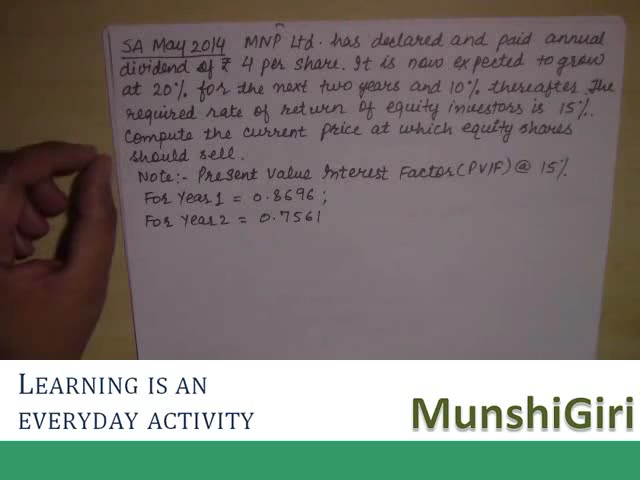 SA May 2014 MNP Ltd. has declared and paid annual
dividend of ₹ 4 per share. It is now expected to grow
at 20% for the next two years and 10% thereafter. The
required rate of return of equity investors is 15%.
Compute the current price at which equity shares
should sell.
Note:- Present Value Interest Factor (PVIF) @ 15%
For Year 1 = 0.8696 ;
For Year 2 = 0.7561
LEARNING IS AN
EVERYDAY ACTIVITY
MunshiGiri